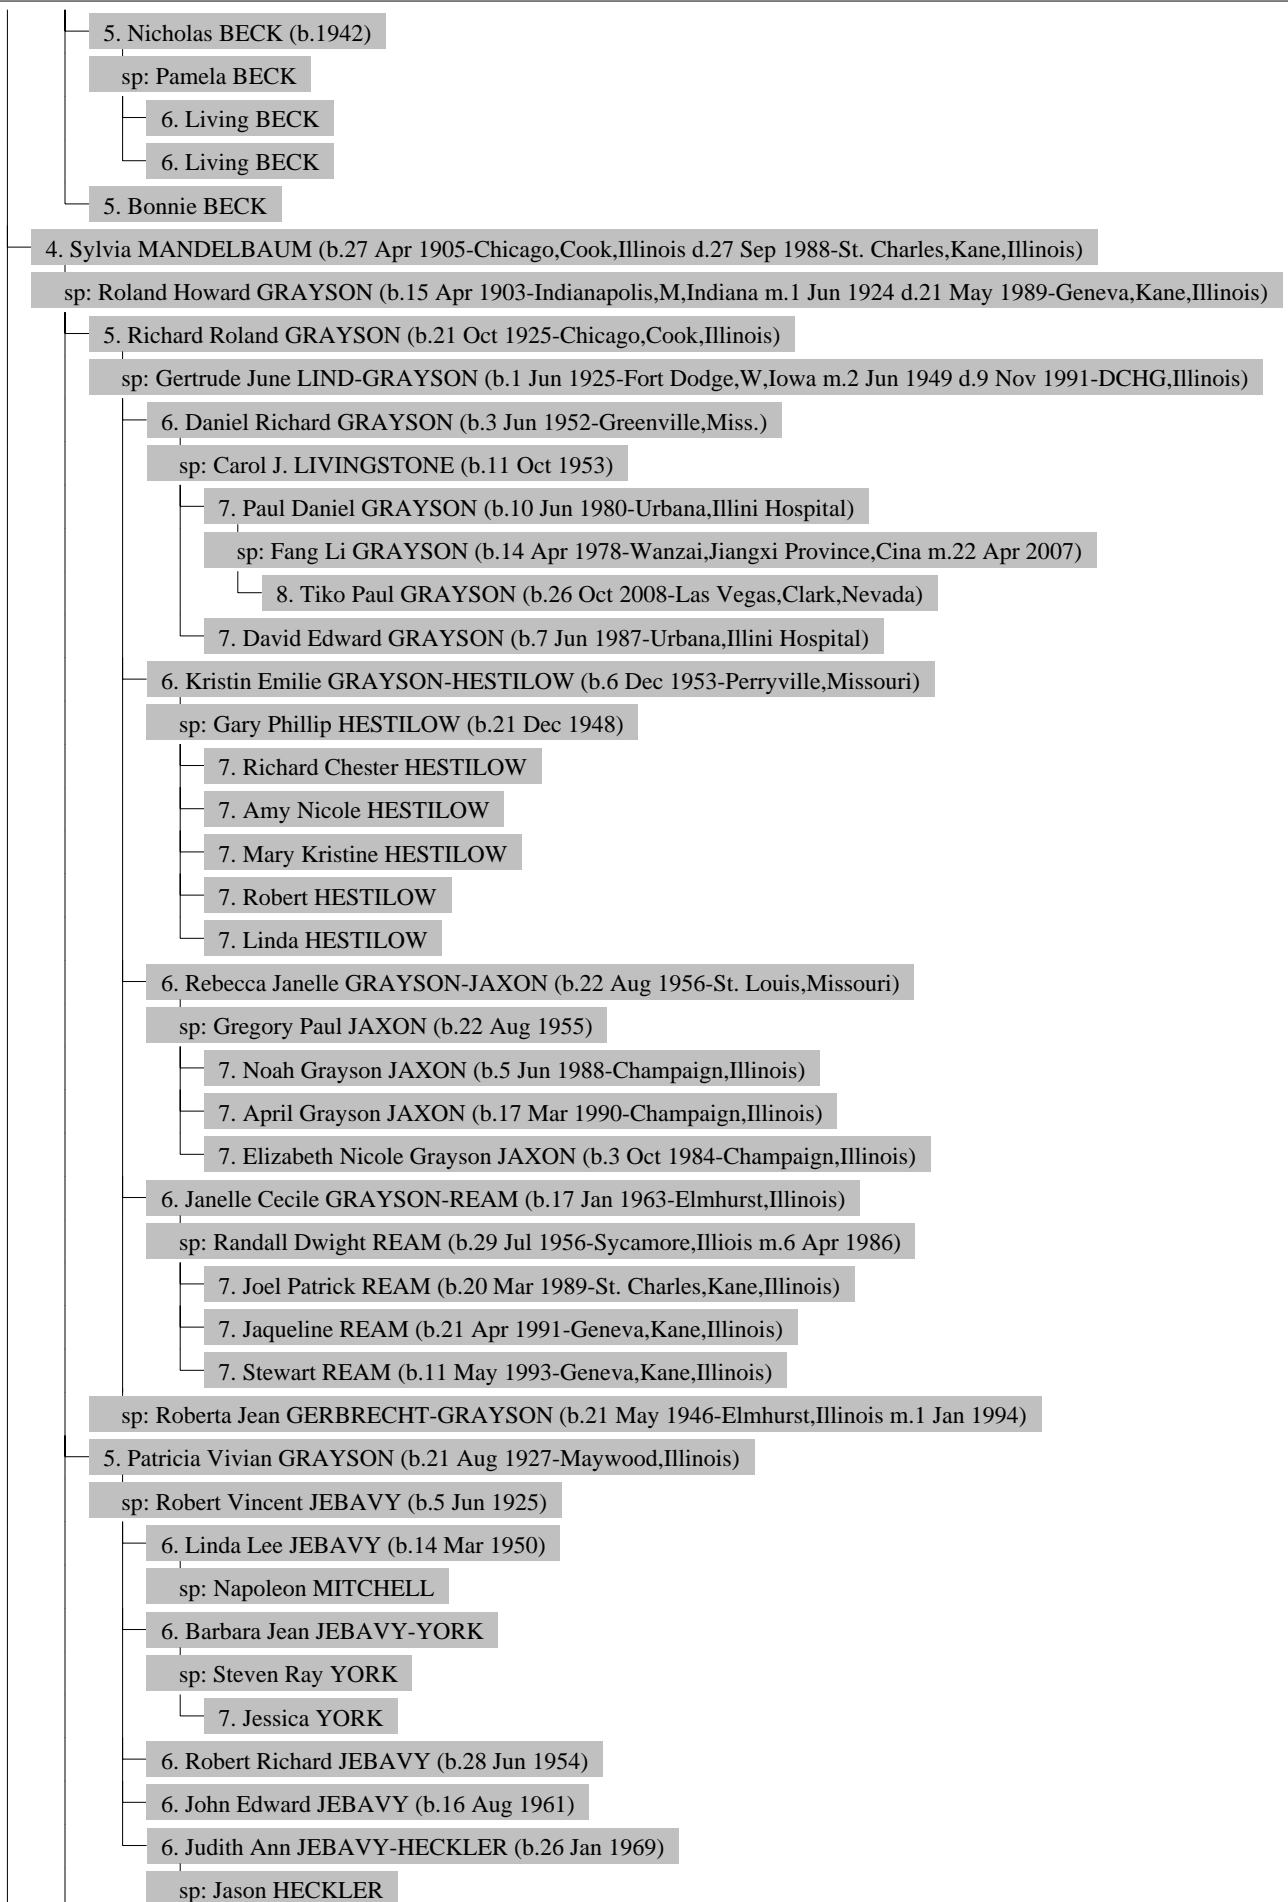 5. Nicholas BECK (b.1942)
sp: Pamela BECK
6. Living BECK
6. Living BECK
5. Bonnie BECK
4. Sylvia MANDELBAUM (b.27 Apr 1905-Chicago,Cook,Illinois d.27 Sep 1988-St. Charles,Kane,Illinois)
sp: Roland Howard GRAYSON (b.15 Apr 1903-Indianapolis,M,Indiana m.1 Jun 1924 d.21 May 1989-Geneva,Kane,Illinois)
5. Richard Roland GRAYSON (b.21 Oct 1925-Chicago,Cook,Illinois)
sp: Gertrude June LIND-GRAYSON (b.1 Jun 1925-Fort Dodge,W,Iowa m.2 Jun 1949 d.9 Nov 1991-DCHG,Illinois)
6. Daniel Richard GRAYSON (b.3 Jun 1952-Greenville,Miss.)
sp: Carol J. LIVINGSTONE (b.11 Oct 1953)
7. Paul Daniel GRAYSON (b.10 Jun 1980-Urbana,Illini Hospital)
sp: Fang Li GRAYSON (b.14 Apr 1978-Wanzai,Jiangxi Province,Cina m.22 Apr 2007)
8. Tiko Paul GRAYSON (b.26 Oct 2008-Las Vegas,Clark,Nevada)
7. David Edward GRAYSON (b.7 Jun 1987-Urbana,Illini Hospital)
6. Kristin Emilie GRAYSON-HESTILOW (b.6 Dec 1953-Perryville,Missouri)
sp: Gary Phillip HESTILOW (b.21 Dec 1948)
7. Richard Chester HESTILOW
7. Amy Nicole HESTILOW
7. Mary Kristine HESTILOW
7. Robert HESTILOW
7. Linda HESTILOW
6. Rebecca Janelle GRAYSON-JAXON (b.22 Aug 1956-St. Louis,Missouri)
sp: Gregory Paul JAXON (b.22 Aug 1955)
7. Noah Grayson JAXON (b.5 Jun 1988-Champaign,Illinois)
7. April Grayson JAXON (b.17 Mar 1990-Champaign,Illinois)
7. Elizabeth Nicole Grayson JAXON (b.3 Oct 1984-Champaign,Illinois)
6. Janelle Cecile GRAYSON-REAM (b.17 Jan 1963-Elmhurst,Illinois)
sp: Randall Dwight REAM (b.29 Jul 1956-Sycamore,Illiois m.6 Apr 1986)
7. Joel Patrick REAM (b.20 Mar 1989-St. Charles,Kane,Illinois)
7. Jaqueline REAM (b.21 Apr 1991-Geneva,Kane,Illinois)
7. Stewart REAM (b.11 May 1993-Geneva,Kane,Illinois)
sp: Roberta Jean GERBRECHT-GRAYSON (b.21 May 1946-Elmhurst,Illinois m.1 Jan 1994)
5. Patricia Vivian GRAYSON (b.21 Aug 1927-Maywood,Illinois)
sp: Robert Vincent JEBAVY (b.5 Jun 1925)
6. Linda Lee JEBAVY (b.14 Mar 1950)
sp: Napoleon MITCHELL
6. Barbara Jean JEBAVY-YORK
sp: Steven Ray YORK
7. Jessica YORK
6. Robert Richard JEBAVY (b.28 Jun 1954)
6. John Edward JEBAVY (b.16 Aug 1961)
6. Judith Ann JEBAVY-HECKLER (b.26 Jan 1969)
sp: Jason HECKLER